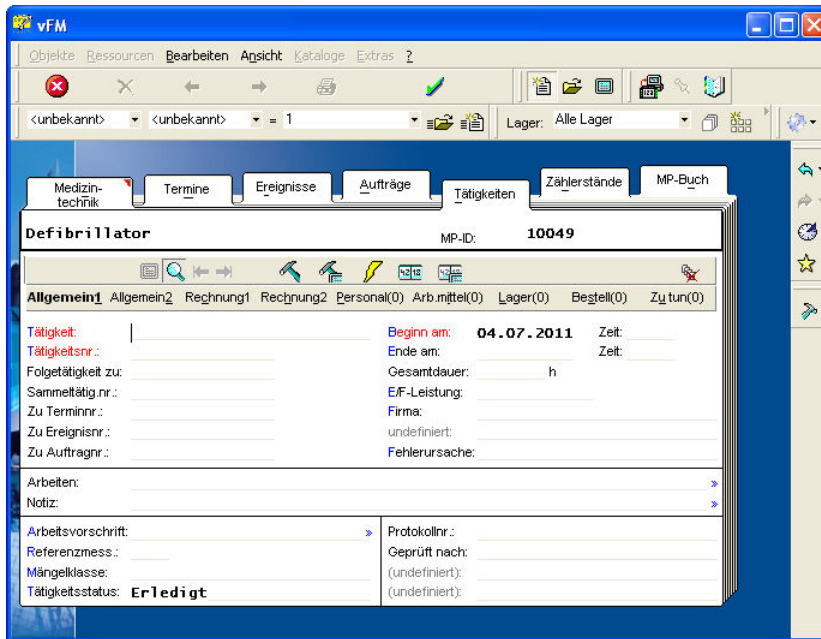 vFM
Objekte Ressourcen Bearbeiten Ansicht Kataloge Extras ?
<unbekannt> <unbekannt> = 1 Lager: Alle Lager
Medizin-technik Termine Ereignisse Aufträge Tätigkeiten Zählerstände MP-Buch
Defibrillator MP-ID: 10049
Allgemein1 Allgemein2 Rechnung1 Rechnung2 Personal(0) Arb.mittel(0) Lager(0) Bestell(0) Zu tun(0)
Tätigkeit: Beginn am: 04.07.2011 Zeit:
Tätigkeitsnr.: Ende am: Zeit:
Folgetätigkeit zu: Gesamtdauer: h
Sammeltätig.nr.: E/F-Leistung:
Zu Terminnr.: Firma:
Zu Ereignisnr.: undefiniert:
Zu Auftragnr.: Fehlerursache:
Arbeiten: »
Notiz: »
Arbeitsvorschrift: » Protokollnr.:
Referenzmess.: Geprüft nach:
Mängelklasse: (undefiniert):
Tätigkeitsstatus: Erledigt (undefiniert):